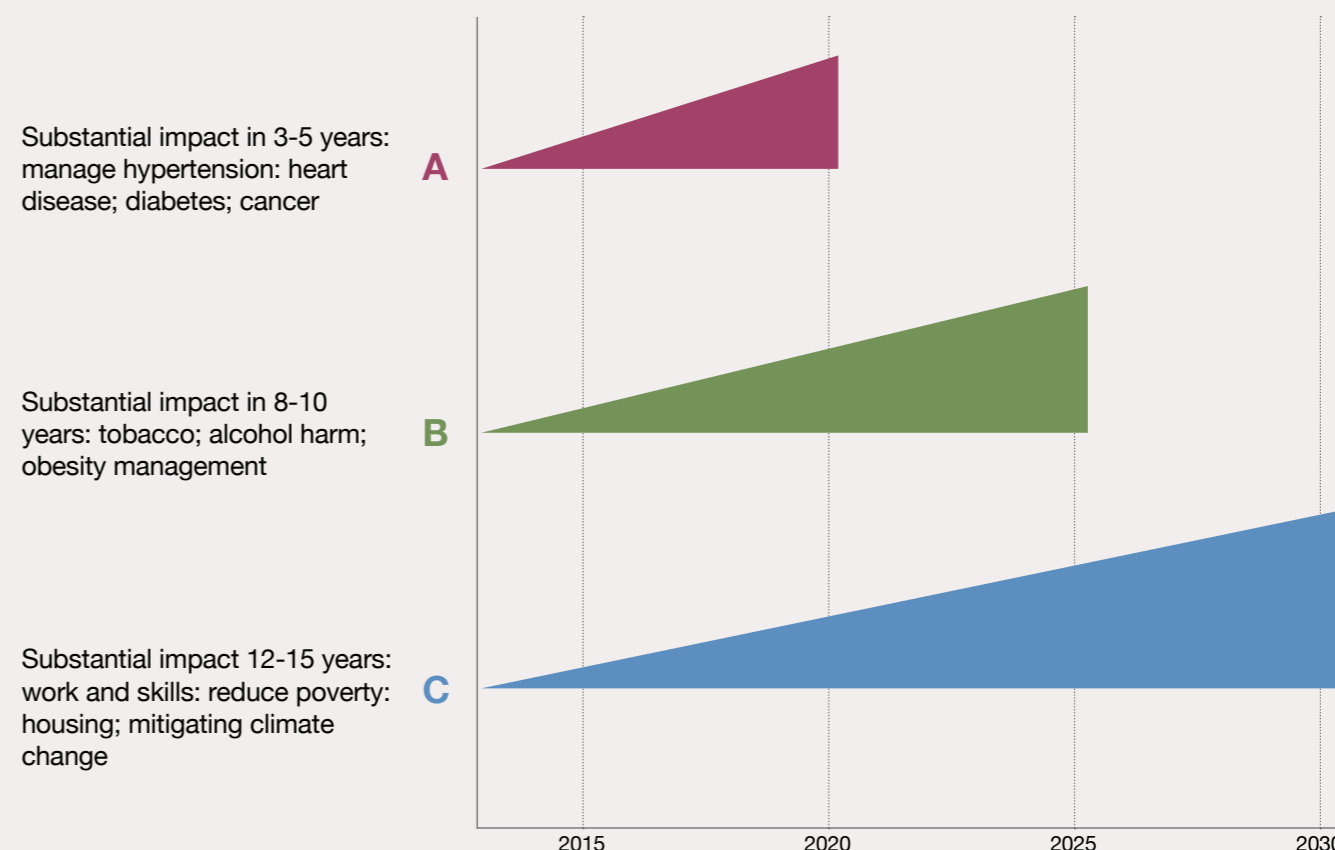 Substantial impact in 3-5 years:
manage hypertension: heart
disease; diabetes; cancer
A
Substantial impact in 8-10
years: tobacco; alcohol harm;
obesity management
B
Substantial impact 12-15 years:
work and skills: reduce poverty:
housing; mitigating climate
change
C
2015 2020 2025 2030